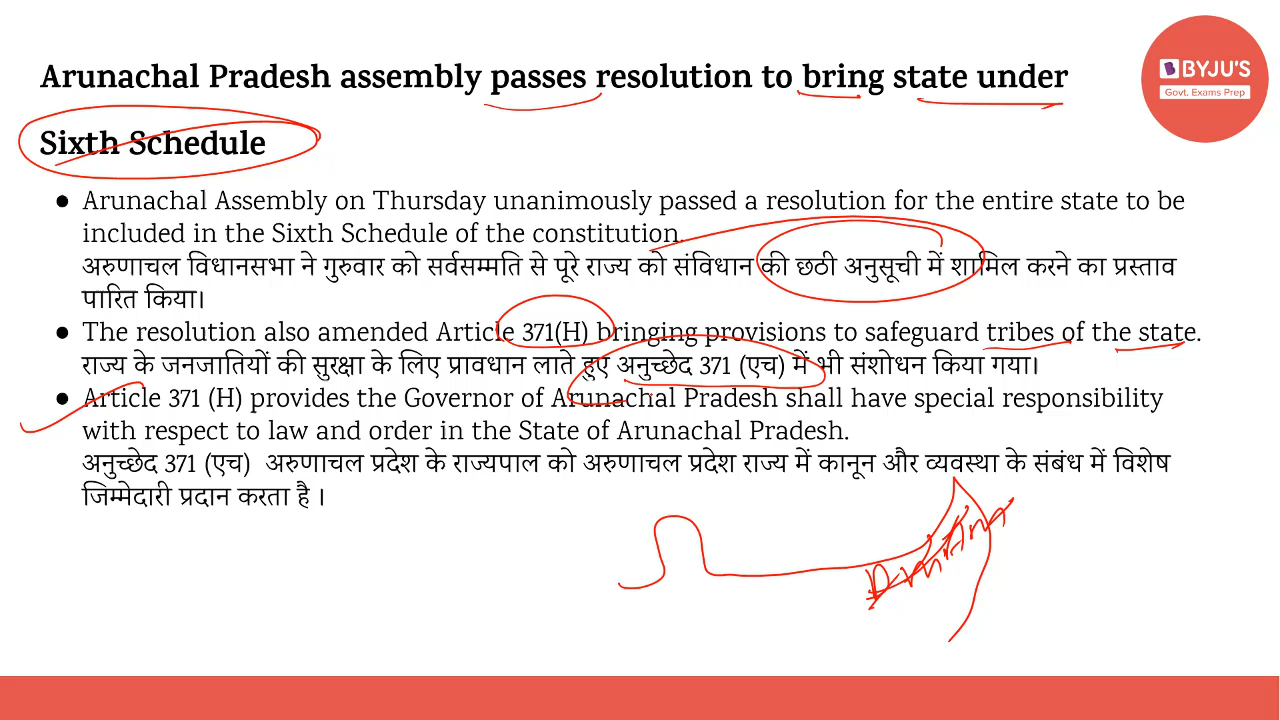 Arunachal Pradesh assembly passes resolution to bring state under
Sixth Schedule
BYJU'S
Govt. Exams Prep
● Arunachal Assembly on Thursday unanimously passed a resolution for the entire state to be
included in the Sixth Schedule of the constitution.
अरुणाचल विधानसभा ने गुरुवार को सर्वसम्मति से पूरे राज्य को संविधान की छठी अनुसूची में शामिल करने का प्रस्ताव
पारित किया।
● The resolution also amended Article 371(H) bringing provisions to safeguard tribes of the state.
राज्य के जनजातियों की सुरक्षा के लिए प्रावधान लाते हुए अनुच्छेद 371 (एच) में भी संशोधन किया गया।
● Article 371 (H) provides the Governor of Arunachal Pradesh shall have special responsibility
with respect to law and order in the State of Arunachal Pradesh.
अनुच्छेद 371 (एच) अरुणाचल प्रदेश के राज्यपाल को अरुणाचल प्रदेश राज्य में कानून और व्यवस्था के संबंध में विशेष
जिम्मेदारी प्रदान करता है ।